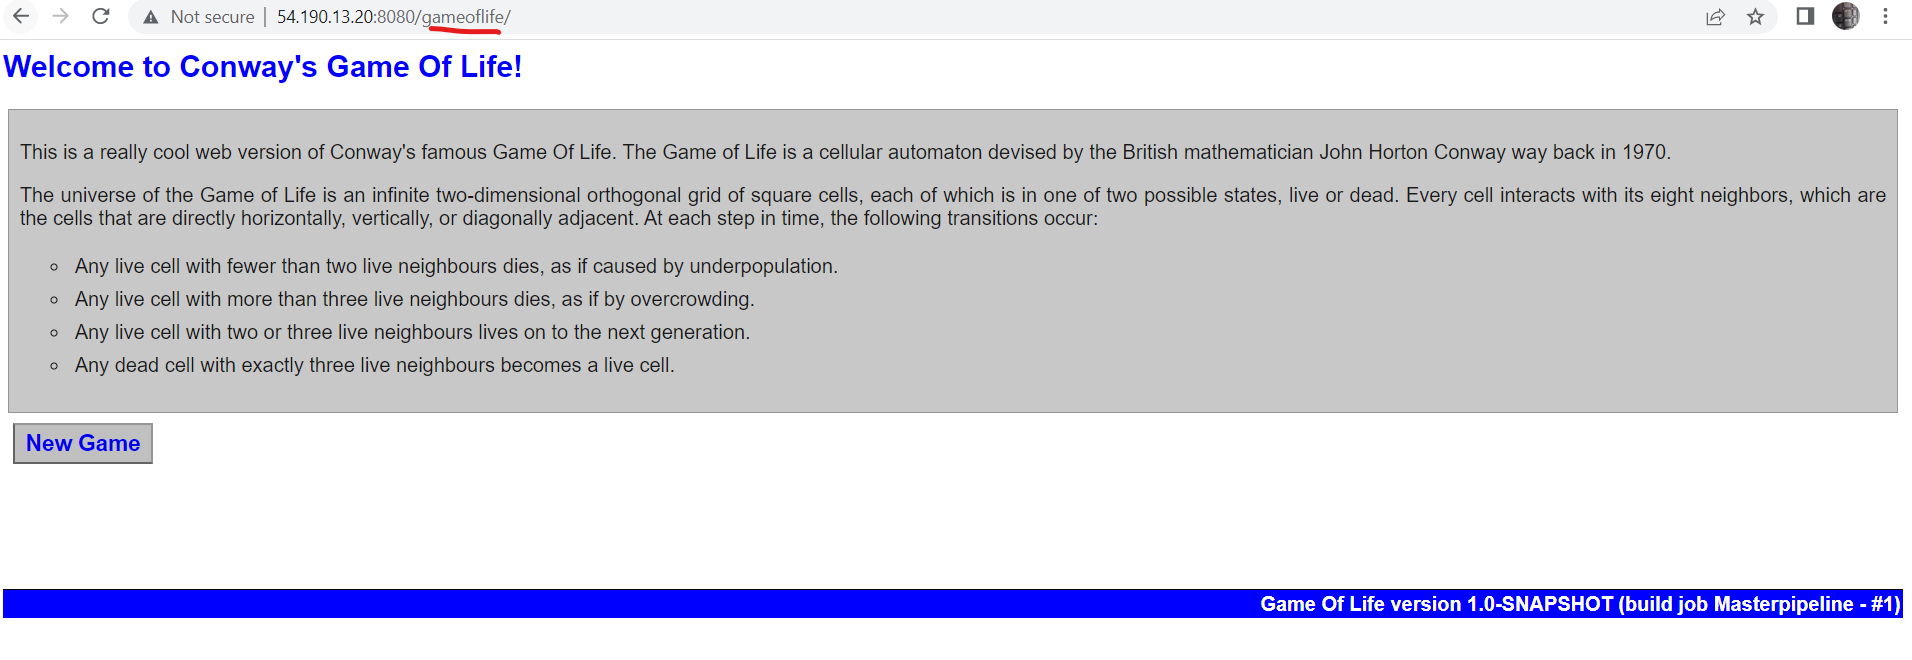 Not secure | 54.190.13.20:8080/gameoflife/
Welcome to Conway's Game Of Life!
This is a really cool web version of Conway's famous Game Of Life. The Game of Life is a cellular automaton devised by the British mathematician John Horton Conway way back in 1970.
The universe of the Game of Life is an infinite two-dimensional orthogonal grid of square cells, each of which is in one of two possible states, live or dead. Every cell interacts with its eight neighbors, which are
the cells that are directly horizontally, vertically, or diagonally adjacent. At each step in time, the following transitions occur:
Any live cell with fewer than two live neighbours dies, as if caused by underpopulation.
Any live cell with more than three live neighbours dies, as if by overcrowding.
Any live cell with two or three live neighbours lives on to the next generation.
Any dead cell with exactly three live neighbours becomes a live cell.
New Game
Game Of Life version 1.0-SNAPSHOT (build job Masterpipeline - #1)